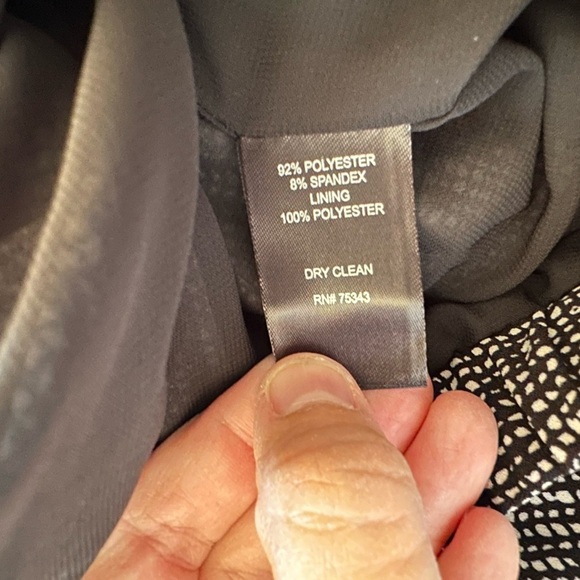 92% POLYESTER
8% SPANDEX
LINING
100% POLYESTER
DRY CLEAN
RN# 75343